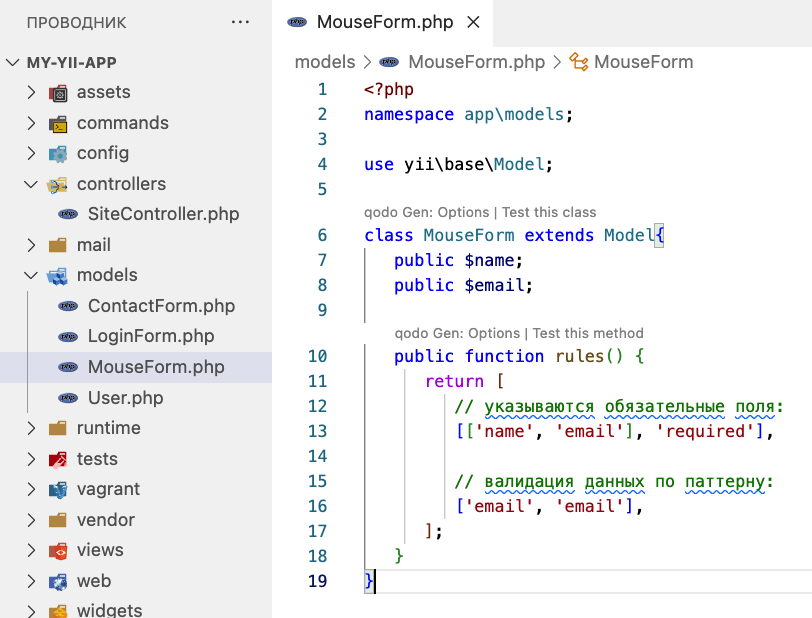 ПРОВОДНИК ...
MY-YII-APP
assets
commands
config
controllers
SiteController.php
mail
models
ContactForm.php
LoginForm.php
MouseForm.php
User.php
runtime
tests
vagrant
vendor
views
web
widgets
php MouseForm.php ×
models > php MouseForm.php > MouseForm
1 <?php
2 namespace app\models;
3
4 use yii\base\Model;
5
qodo Gen: Options | Test this class
6 class MouseForm extends Model{
7 public $name;
8 public $email;
9
qodo Gen: Options | Test this method
10 public function rules() {
11 return [
12 // указываются обязательные поля:
13 [['name', 'email'], 'required'],
14
15 // валидация данных по паттерну:
16 ['email', 'email'],
17 ];
18 }
19 }